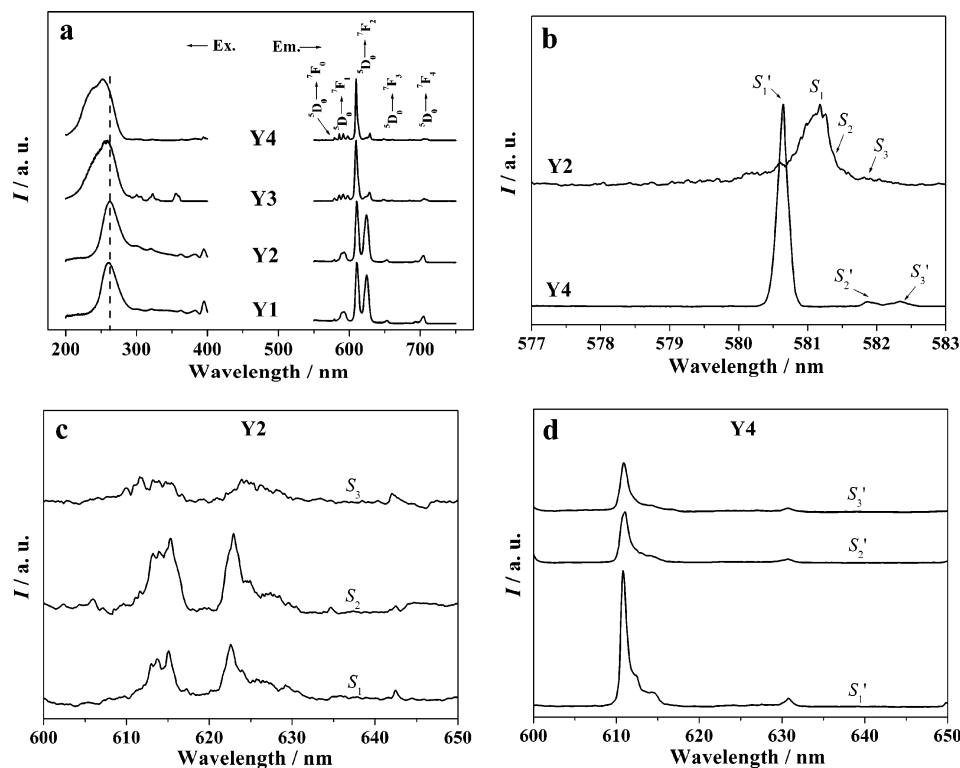 a
← Ex.
Em. →
⁵D₀→⁷F₀
⁵D₀→⁷F₁
⁵D₀→⁷F₂
⁵D₀→⁷F₃
⁵D₀→⁷F₄
Y4
Y3
Y2
Y1
I / a. u.
200 300 400 600 700
Wavelength / nm
b
S₁'
S₁
S₂
S₃
Y2
S₂'
S₃'
Y4
I / a. u.
577 578 579 580 581 582 583
Wavelength / nm
c
Y2
S₃
S₂
S₁
I / a. u.
600 610 620 630 640 650
Wavelength / nm
d
Y4
S₃'
S₂'
S₁'
I / a. u.
600 610 620 630 640 650
Wavelength / nm